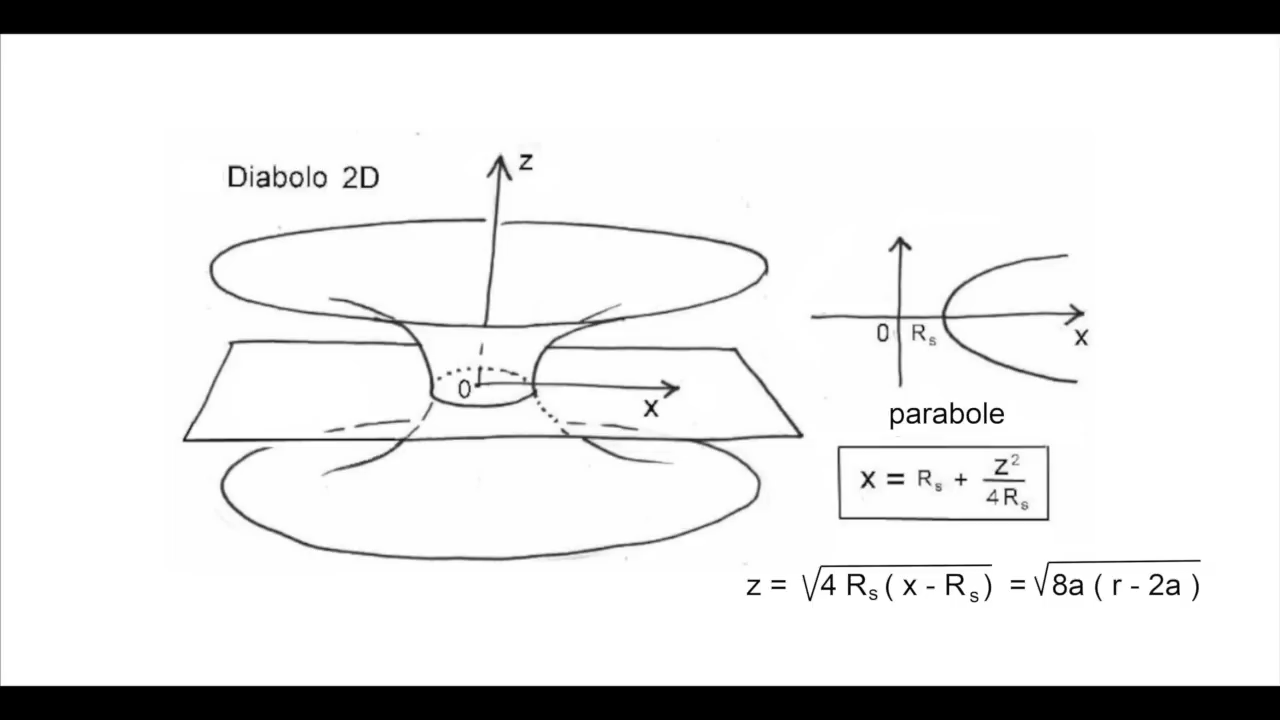 Diabolo 2D
z
0
x
0
Rₛ
x
parabole
x = Rₛ + z²/4Rₛ
z = √4 Rₛ ( x - Rₛ ) = √8a ( r - 2a )